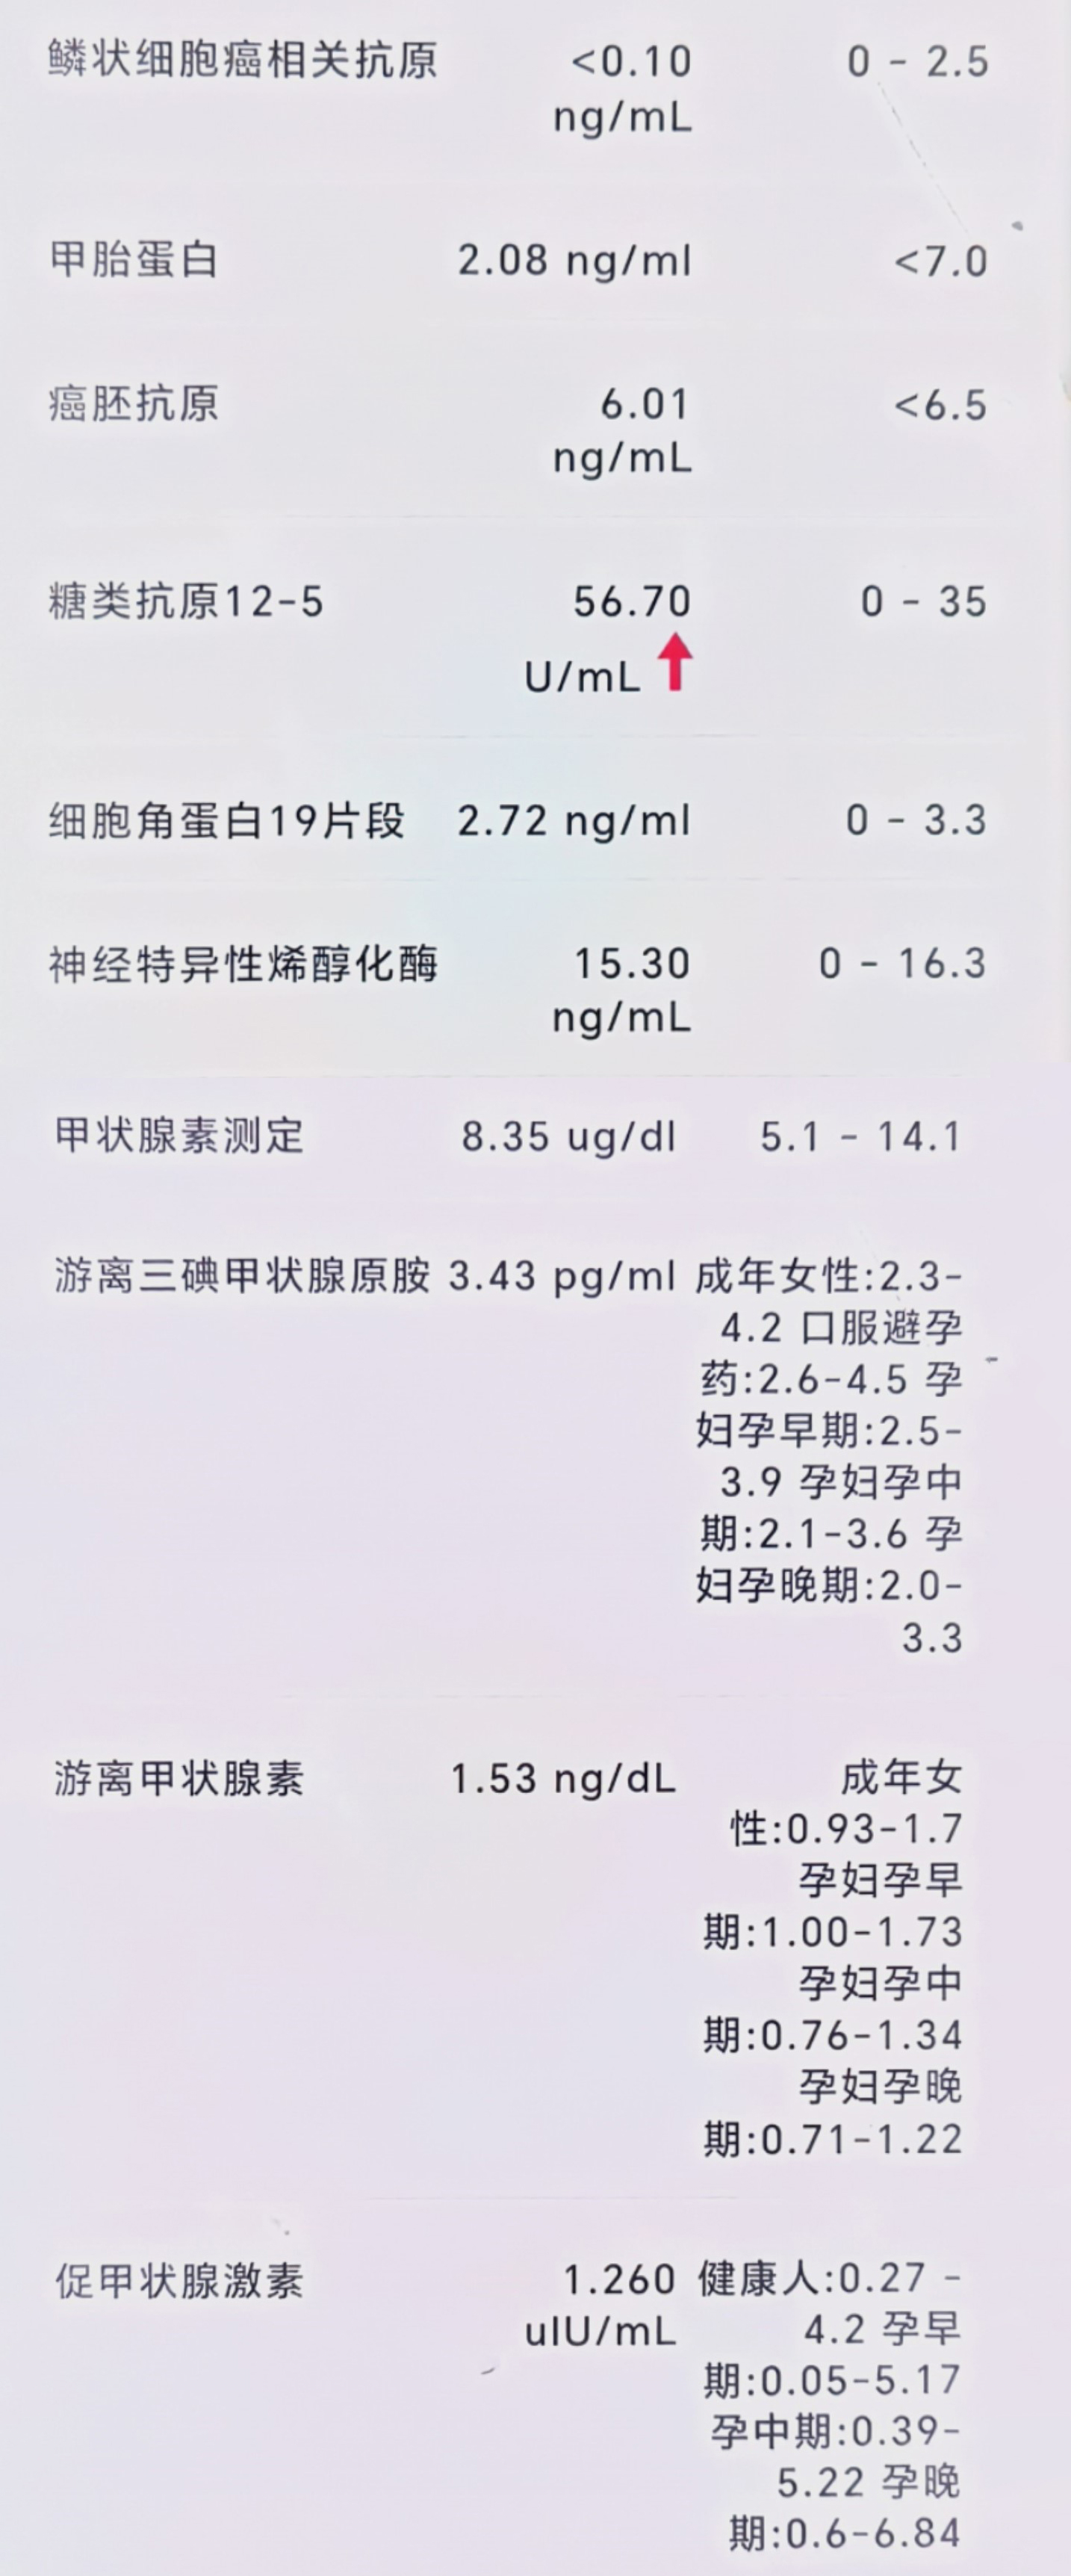 鳞状细胞癌相关抗原 <0.10 0 - 2.5
ng/mL
甲胎蛋白 2.08 ng/ml <7.0
癌胚抗原 6.01 <6.5
ng/mL
糖类抗原12-5 56.70 0 - 35
U/mL
细胞角蛋白19片段 2.72 ng/ml 0 - 3.3
神经特异性烯醇化酶 15.30 0 - 16.3
ng/mL
甲状腺素测定 8.35 ug/dl 5.1 - 14.1
游离三碘甲状腺原胺 3.43 pg/ml 成年女性:2.3-
4.2 口服避孕
药:2.6-4.5 孕
妇孕早期:2.5-
3.9 孕妇孕中
期:2.1-3.6 孕
妇孕晚期:2.0-
3.3
游离甲状腺素 1.53 ng/dL 成年女
性:0.93-1.7
孕妇孕早
期:1.00-1.73
孕妇孕中
期:0.76-1.34
孕妇孕晚
期:0.71-1.22
促甲状腺激素 1.260 健康人:0.27 -
uIU/mL 4.2 孕早
期:0.05-5.17
孕中期:0.39-
5.22 孕晚
期:0.6-6.84